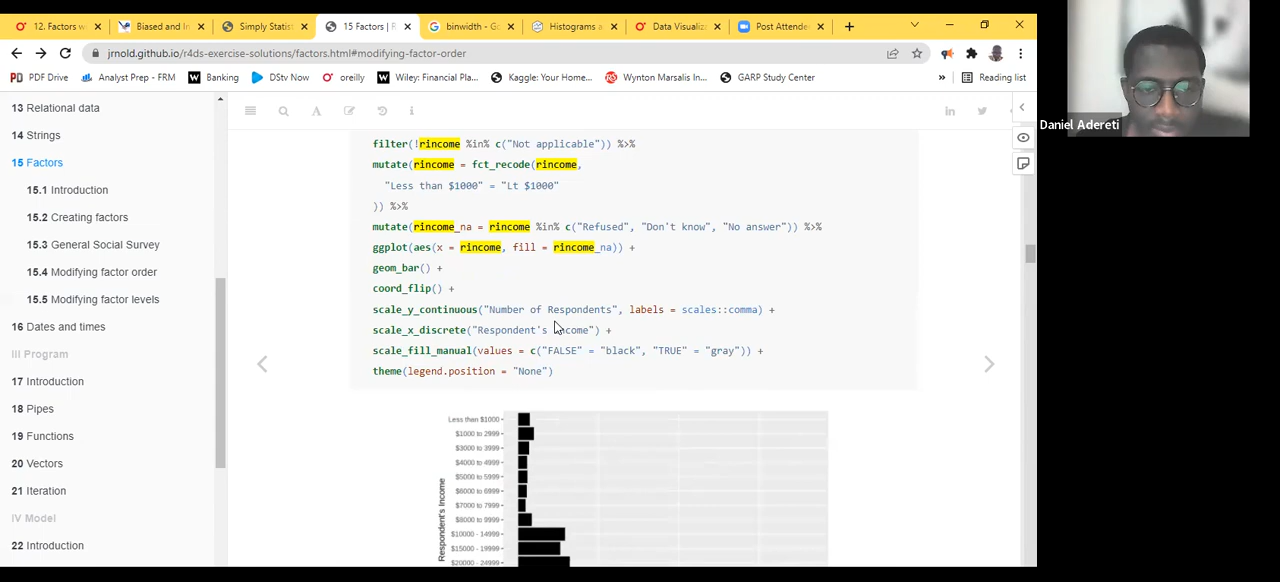 12. Factors w
Biased and In
Simply Statist
15 Factors | R
binwidth - Go
Histograms a
Data Visualiz
Post Attende
jrnold.github.io/r4ds-exercise-solutions/factors.html#modifying-factor-order
PDF Drive
Analyst Prep - FRM
Banking
DStv Now
oreilly
Wiley: Financial Pla...
Kaggle: Your Home...
Wynton Marsalis In...
GARP Study Center
»
Reading list
13 Relational data
14 Strings
15 Factors
15.1 Introduction
15.2 Creating factors
15.3 General Social Survey
15.4 Modifying factor order
15.5 Modifying factor levels
16 Dates and times
III Program
17 Introduction
18 Pipes
19 Functions
20 Vectors
21 Iteration
IV Model
22 Introduction
filter(!rincome %in% c("Not applicable")) %>%
mutate(rincome = fct_recode(rincome,
"Less than $1000" = "Lt $1000"
)) %>%
mutate(rincome_na = rincome %in% c("Refused", "Don't know", "No answer")) %>%
ggplot(aes(x = rincome, fill = rincome_na)) +
geom_bar() +
coord_flip() +
scale_y_continuous("Number of Respondents", labels = scales::comma) +
scale_x_discrete("Respondent's Income") +
scale_fill_manual(values = c("FALSE" = "black", "TRUE" = "gray")) +
theme(legend.position = "None")
Respondent's Income
Less than $1000
$1000 to 2999
$3000 to 3999
$4000 to 4999
$5000 to 5999
$6000 to 6999
$7000 to 7999
$8000 to 9999
$10000 - 14999
$15000 - 19999
$20000 - 24999
Daniel Adereti